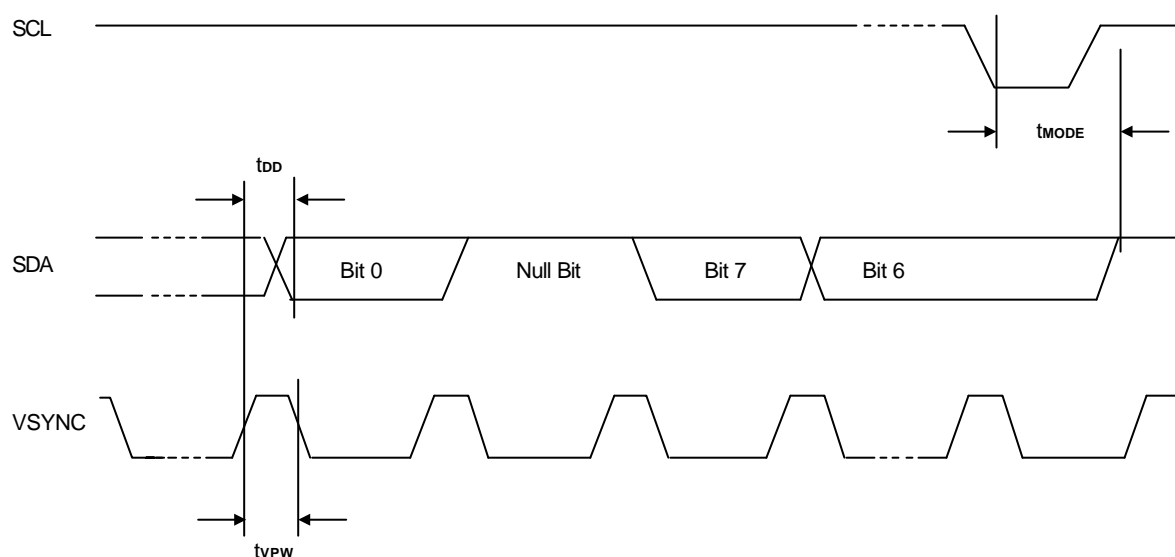 SCL
tMODE
tDD
SDA
Bit 0
Null Bit
Bit 7
Bit 6
VSYNC
tVPW